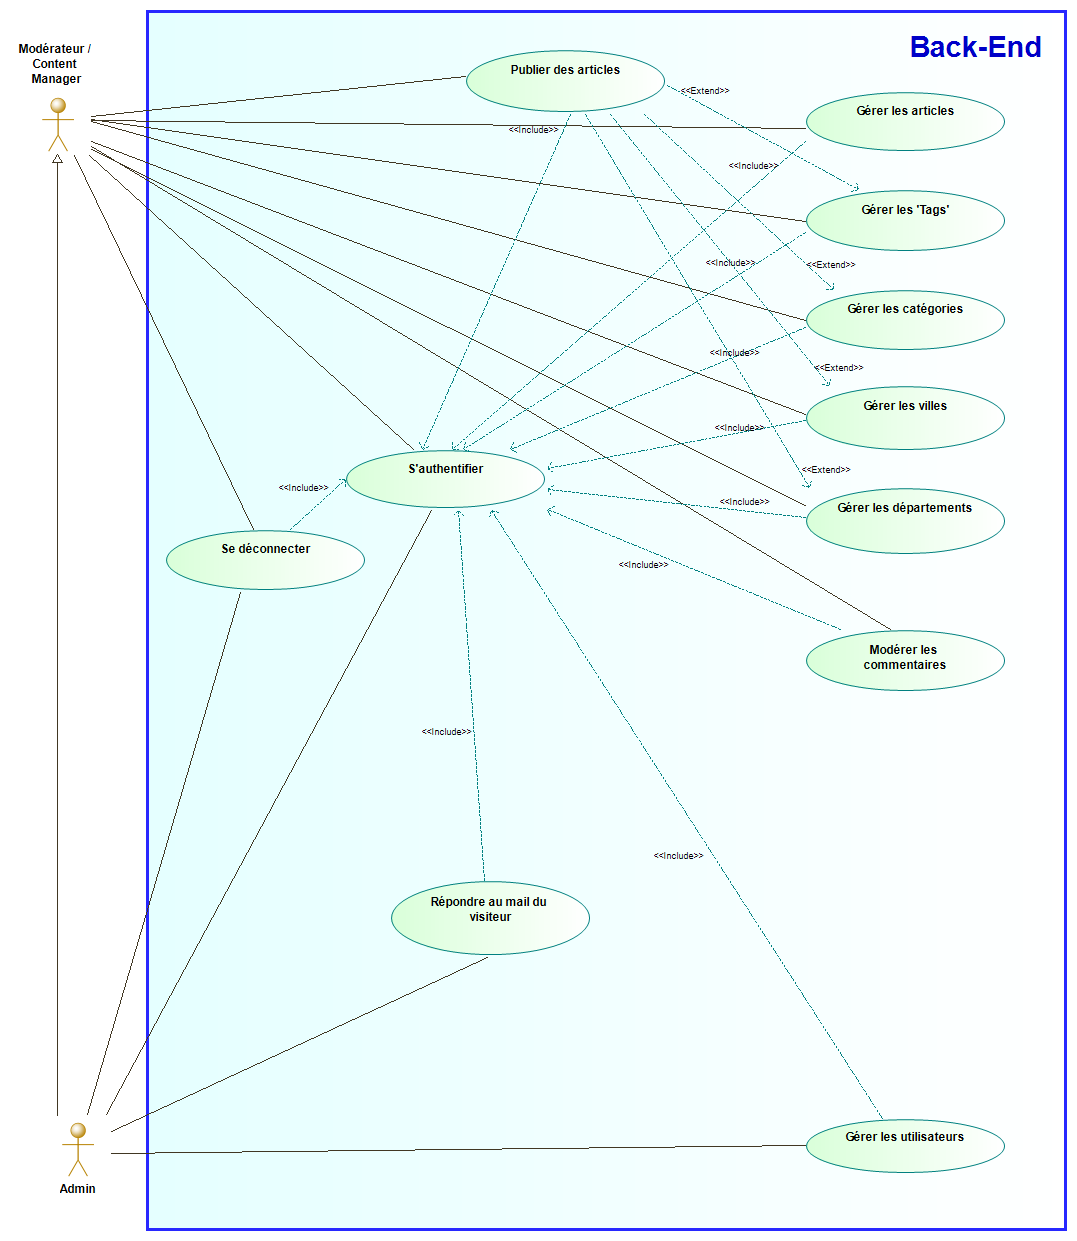 Back-End
Modérateur /
Content
Manager
Publier des articles
<<Extend>>
Gérer les articles
<<Include>>
<<Include>>
Gérer les 'Tags'
<<Include>>
<<Extend>>
Gérer les catégories
<<Include>>
<<Extend>>
Gérer les villes
<<Include>>
S'authentifier
<<Extend>>
<<Include>>
<<Include>>
Gérer les départements
Se déconnecter
<<Include>>
Modérer les
commentaires
<<Include>>
<<Include>>
Répondre au mail du
visiteur
Gérer les utilisateurs
Admin